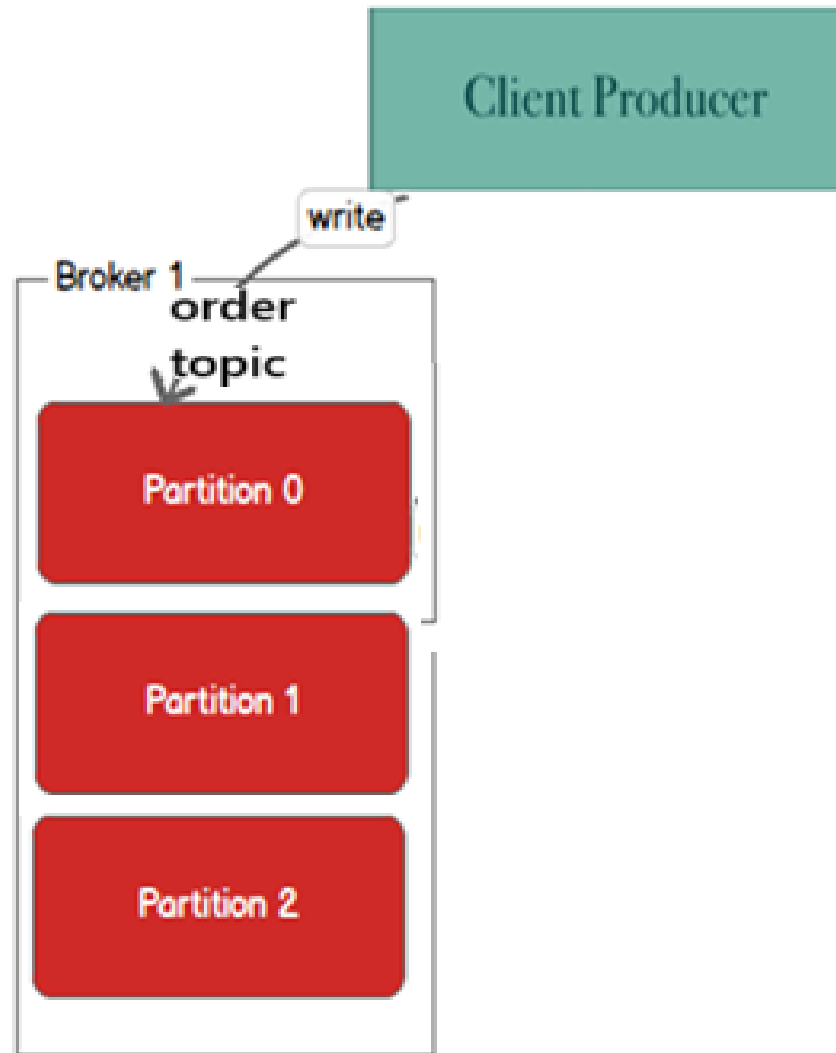 Client Producer
write
Broker 1
order
topic
Partition 0
Partition 1
Partition 2